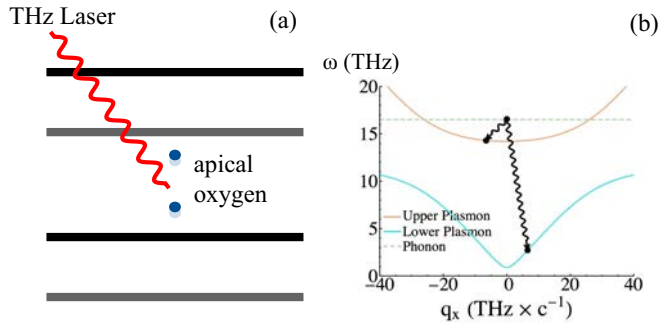 THz Laser
(a)
apical
oxygen
(b)
ω (THz)
20
15
10
5
0
Upper Plasmon
Lower Plasmon
Phonon
−40 −20 0 20 40
qₓ (THz × c⁻¹)